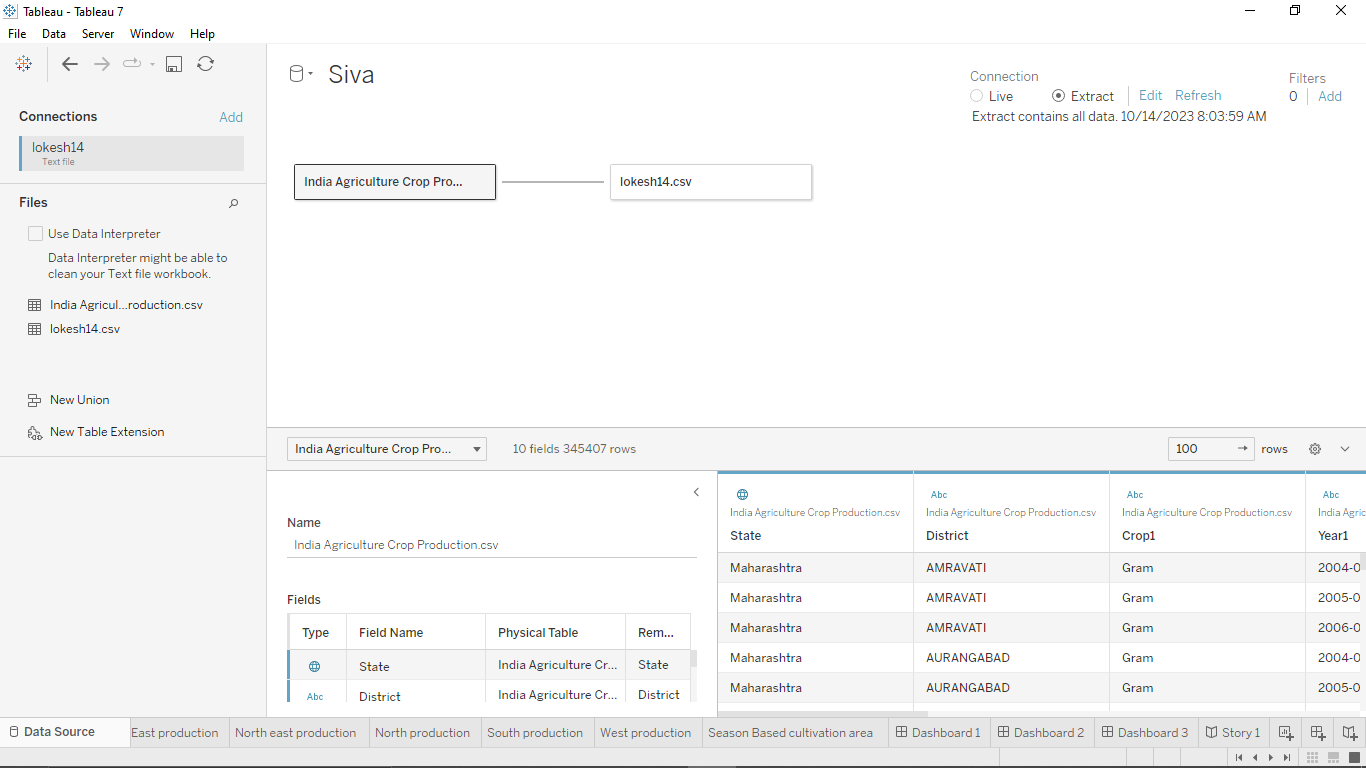 Tableau - Tableau 7
File Data Server Window Help
Siva
Connection
Live Extract Edit Refresh
Extract contains all data. 10/14/2023 8:03:59 AM
Filters
0 Add
Connections Add
lokesh14
Text file
Files
Use Data Interpreter
Data Interpreter might be able to
clean your Text file workbook.
India Agricul...roduction.csv
lokesh14.csv
New Union
New Table Extension
India Agriculture Crop Pro... lokesh14.csv
India Agriculture Crop Pro... 10 fields 345407 rows 100 rows
Name
India Agriculture Crop Production.csv
Fields
Type Field Name Physical Table Rem...
State India Agriculture Cr... State
Abc District India Agriculture Cr... District
Abc Abc Abc
India Agriculture Crop Production.csv India Agriculture Crop Production.csv India Agriculture Crop Production.csv India Agric
State District Crop1 Year1
Maharashtra AMRAVATI Gram 2004-0
Maharashtra AMRAVATI Gram 2005-0
Maharashtra AMRAVATI Gram 2006-0
Maharashtra AURANGABAD Gram 2004-0
Maharashtra AURANGABAD Gram 2005-0
Data Source East production North east production North production South production West production Season Based cultivation area Dashboard 1 Dashboard 2 Dashboard 3 Story 1